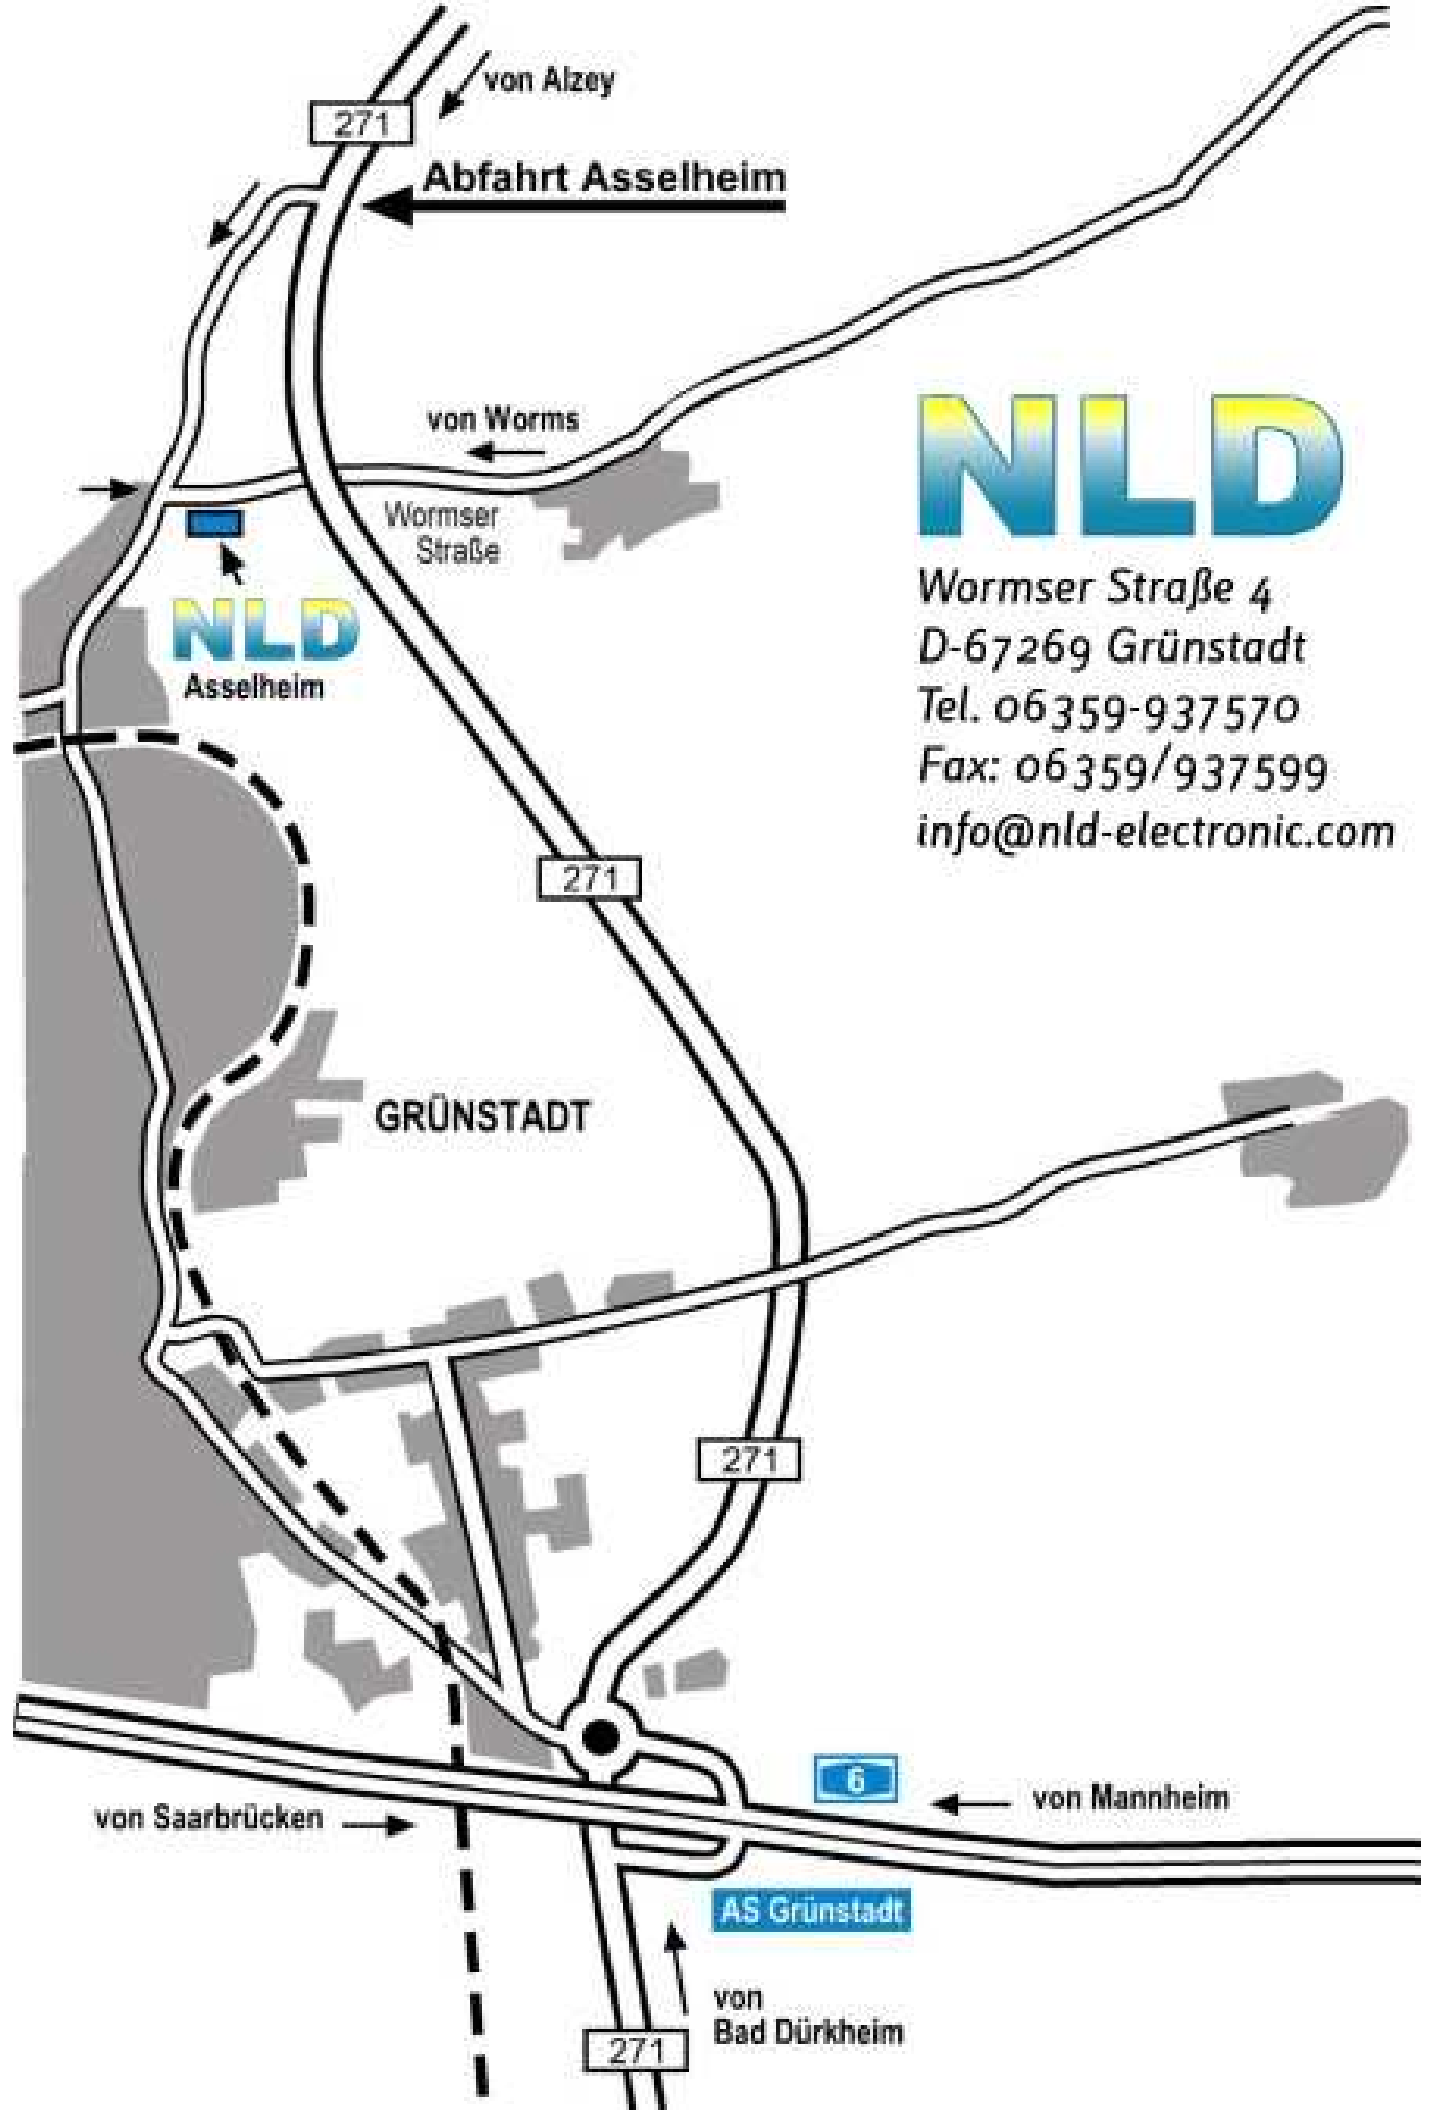 von Alzey
271
Abfahrt Asselheim
von Worms
Wormser
Straße
NLD
Asselheim
NLD
Wormser Straße 4
D-67269 Grünstadt
Tel. 06359-937570
Fax: 06359/937599
info@nld-electronic.com
271
GRÜNSTADT
271
6
von Mannheim
von Saarbrücken
AS Grünstadt
von
Bad Dürkheim
271